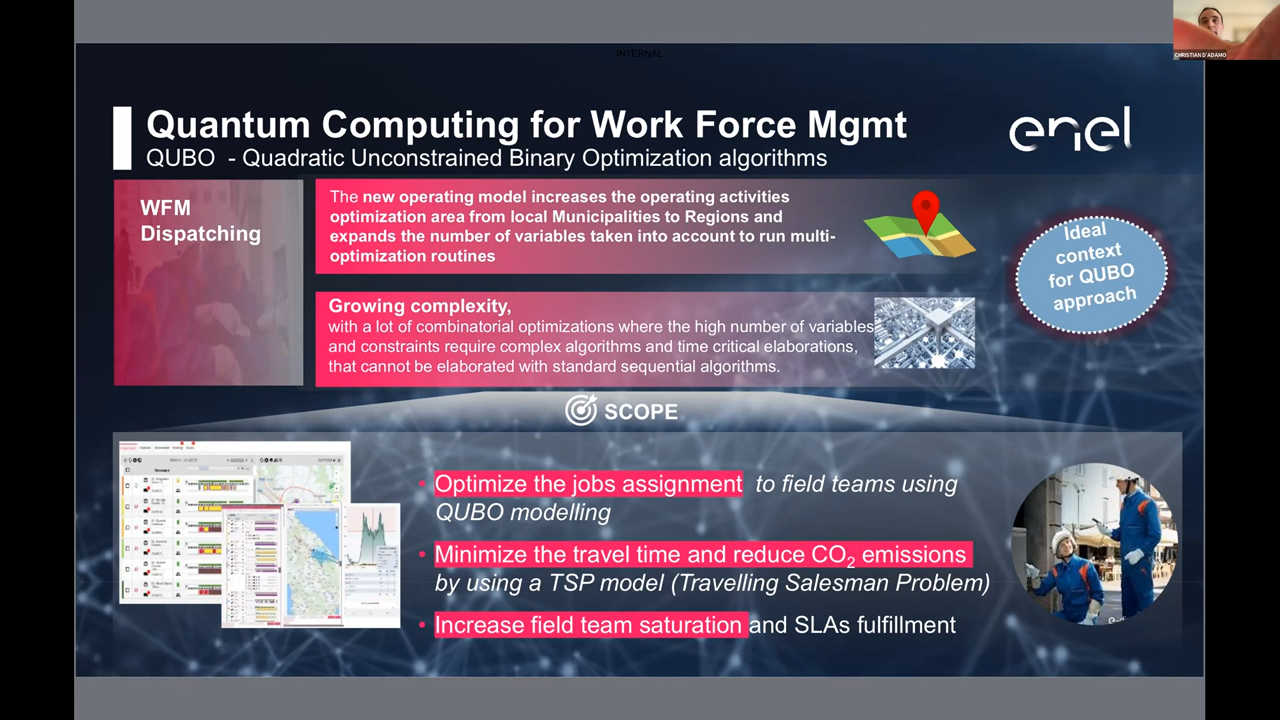 CHRISTIAN D'ADAMO
INTERNAL
Quantum Computing for Work Force Mgmt
QUBO - Quadratic Unconstrained Binary Optimization algorithms
enel
WFM
Dispatching
The new operating model increases the operating activities
optimization area from local Municipalities to Regions and
expands the number of variables taken into account to run multi-
optimization routines
Growing complexity,
with a lot of combinatorial optimizations where the high number of variables
and constraints require complex algorithms and time critical elaborations,
that cannot be elaborated with standard sequential algorithms.
Ideal
context
for QUBO
approach
SCOPE
• Optimize the jobs assignment to field teams using
QUBO modelling
• Minimize the travel time and reduce CO2 emissions
by using a TSP model (Travelling Salesman Problem)
• Increase field team saturation and SLAs fulfillment